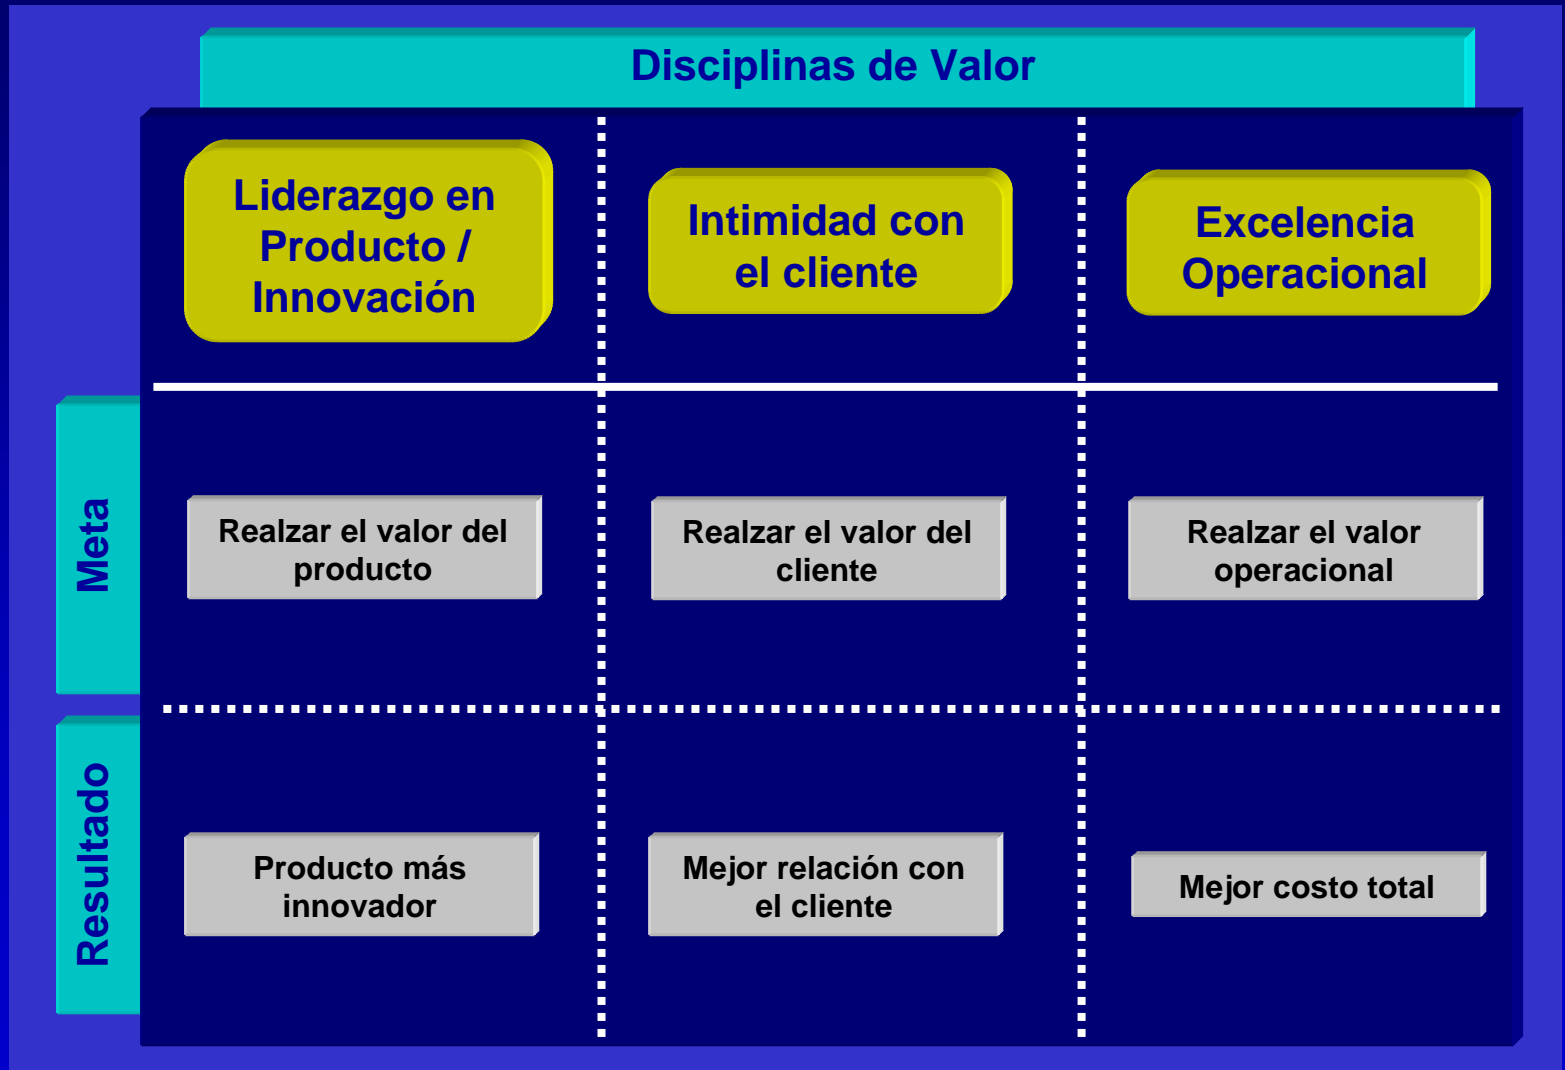 Disciplinas de Valor
Liderazgo en
Producto /
Innovación
Intimidad con
el cliente
Excelencia
Operacional
Meta
Realzar el valor del
producto
Realzar el valor del
cliente
Realzar el valor
operacional
Resultado
Producto más
innovador
Mejor relación con
el cliente
Mejor costo total